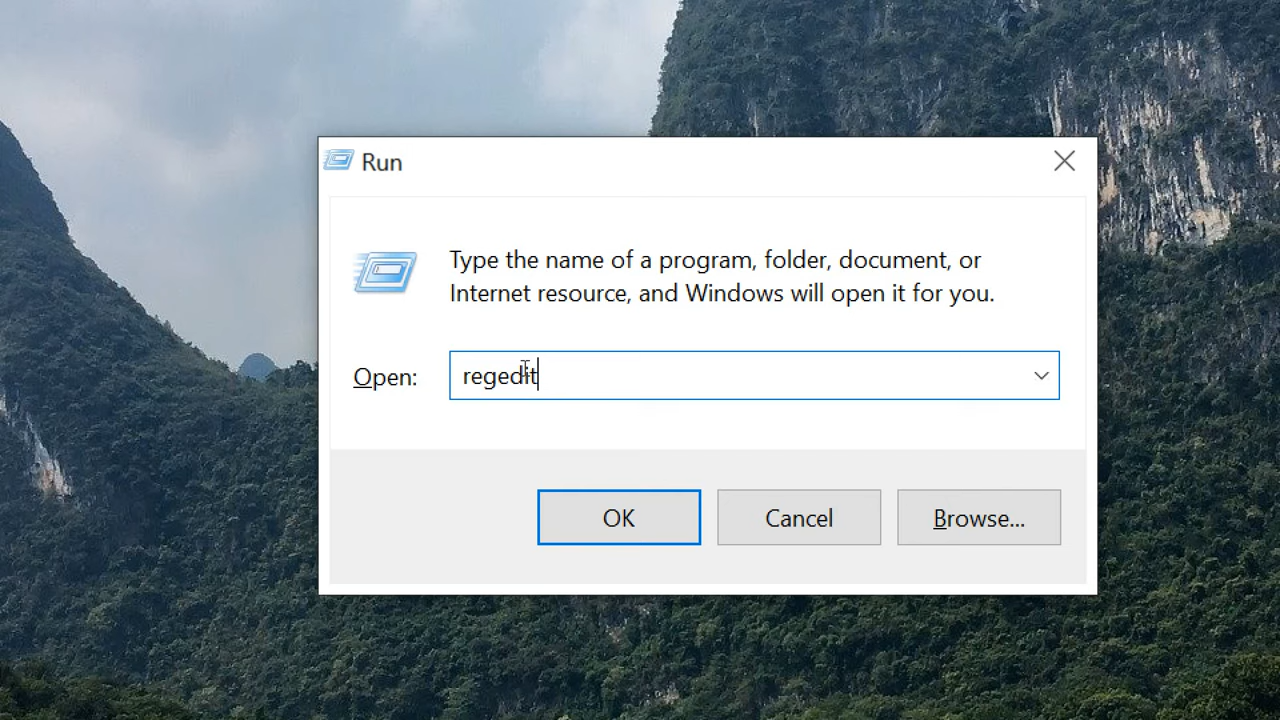 Run
Type the name of a program, folder, document, or
Internet resource, and Windows will open it for you.
Open:
regedit
OK
Cancel
Browse...